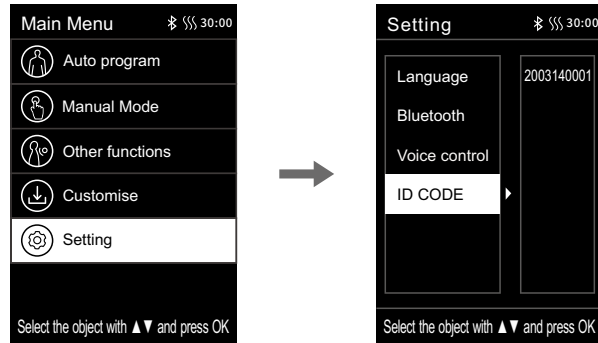 Main Menu 30:00
Auto program
Manual Mode
Other functions
Customise
Setting
Select the object with ▲▼ and press OK
Setting 30:00
Language 2003140001
Bluetooth
Voice control
ID CODE
Select the object with ▲▼ and press OK